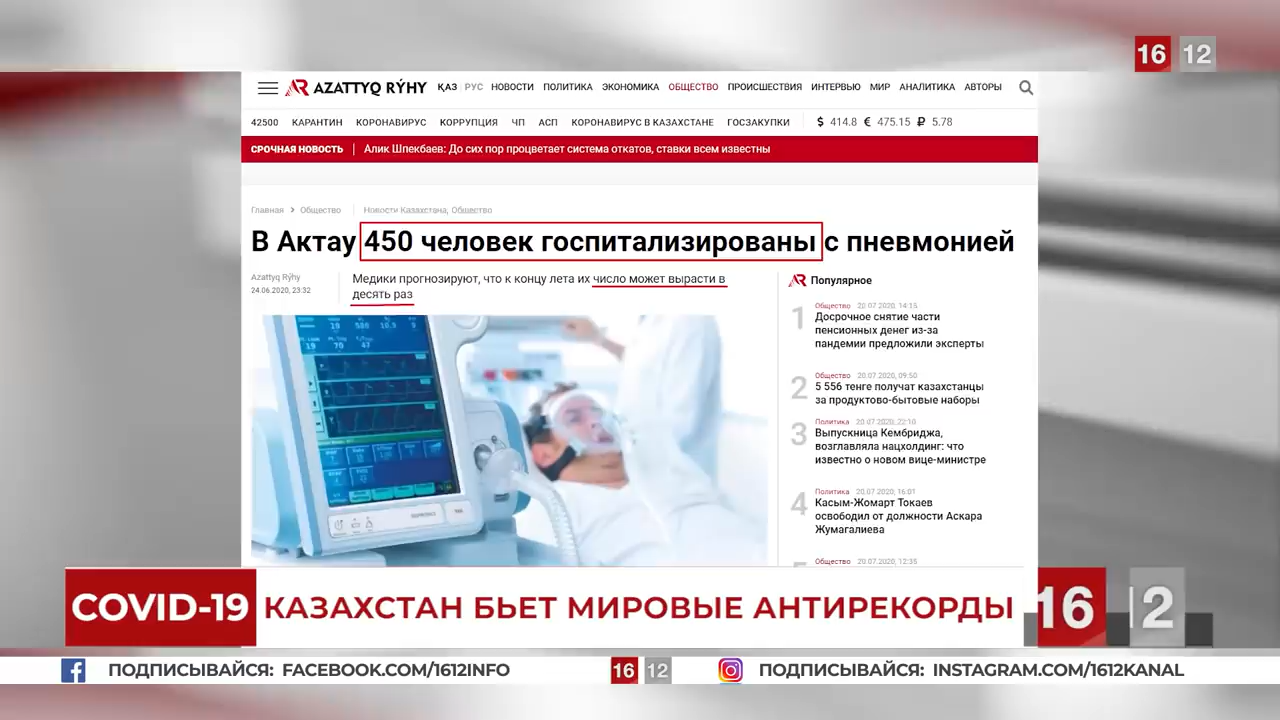 16 12
AZATTYQ RÝHY ҚАЗ РУС НОВОСТИ ПОЛИТИКА ЭКОНОМИКА ОБЩЕСТВО ПРОИСШЕСТВИЯ ИНТЕРВЬЮ МИР АНАЛИТИКА АВТОРЫ
42500 КАРАНТИН КОРОНАВИРУС КОРРУПЦИЯ ЧП АСП КОРОНАВИРУС В КАЗАХСТАНЕ ГОСЗАКУПКИ $ 414.8 € 475.15 ₽ 5.78
СРОЧНАЯ НОВОСТЬ | Алик Шпекбаев: До сих пор процветает система откатов, ставки всем известны
Главная > Общество Новости Казахстана, Общество
В Актау 450 человек госпитализированы с пневмонией
Azattyq Rýhy
24.06.2020, 23:32
Медики прогнозируют, что к концу лета их число может вырасти в
десять раз
Популярное
1
Общество 20.07.2020, 14:15
Досрочное снятие части
пенсионных денег из-за
пандемии предложили эксперты
2
Общество 20.07.2020, 09:50
5 556 тенге получат казахстанцы
за продуктово-бытовые наборы
3
Политика 20.07.2020, 22:10
Выпускница Кембриджа,
возглавляла нацхолдинг: что
известно о новом вице-министре
4
Политика 20.07.2020, 16:01
Касым-Жомарт Токаев
освободил от должности Аскара
Жумагалиева
Общество 20.07.2020, 12:35
COVID-19 КАЗАХСТАН БЬЕТ МИРОВЫЕ АНТИРЕКОРДЫ 16 12
ПОДПИСЫВАЙСЯ: FACEBOOK.COM/1612INFO 16 12 ПОДПИСЫВАЙСЯ: INSTAGRAM.COM/1612KANAL